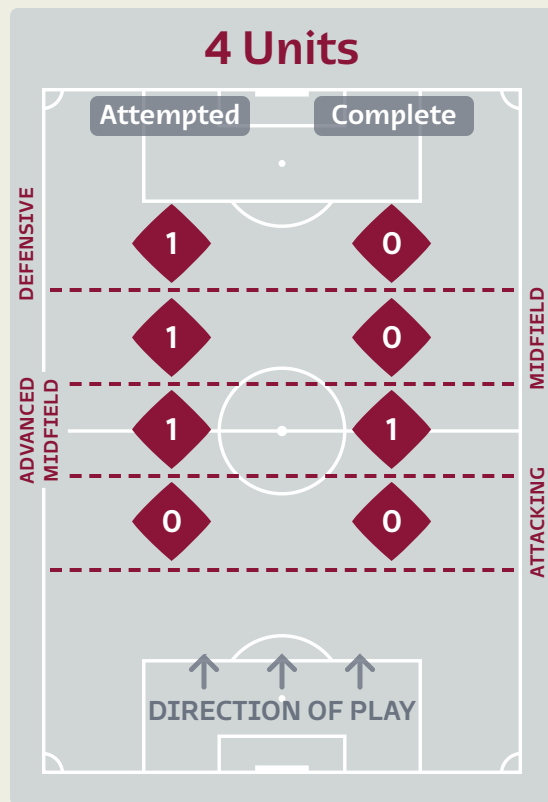 4 Units
Attempted Complete
DEFENSIVE
1 0
1 0
MIDFIELD
ADVANCED
MIDFIELD
1 1
0 0
ATTACKING
DIRECTION OF PLAY